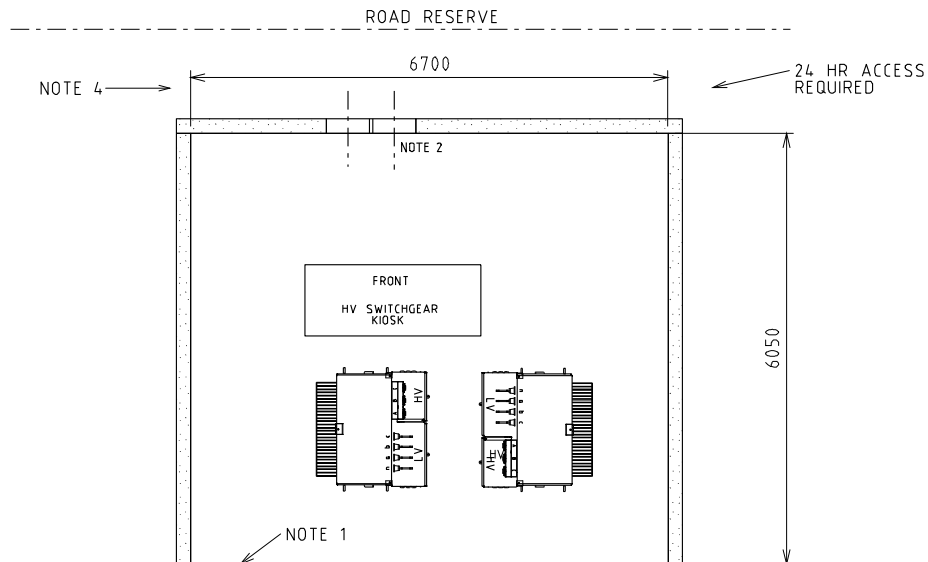 ROAD RESERVE
6700
NOTE 4
24 HR ACCESS
REQUIRED
NOTE 2
FRONT
HV SWITCHGEAR
KIOSK
6050
HV
LV
LV
HV
HV
NOTE 1